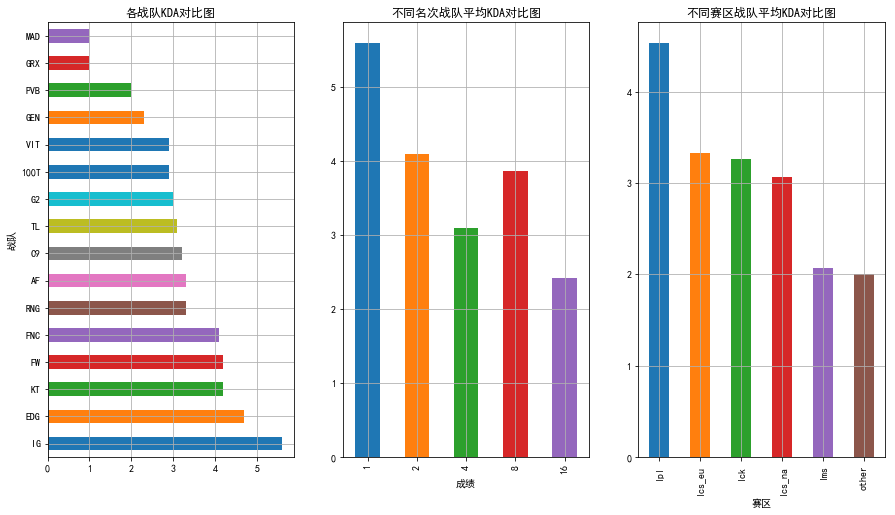 各战队KDA对比图
战队
MAD
GRX
PVB
GEN
VIT
100T
G2
TL
C9
AF
RNG
FNC
FW
KT
EDG
IG
0 1 2 3 4 5
不同名次战队平均KDA对比图
5
4
3
2
1
0
1 2 4 8 16
成绩
不同赛区战队平均KDA对比图
4
3
2
1
0
lpl lcs_eu lck lcs_na lms other
赛区